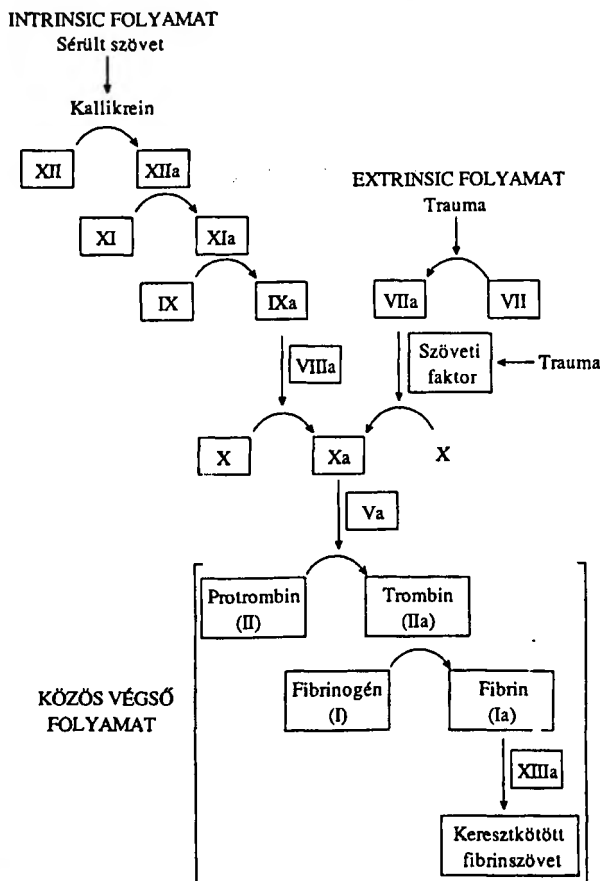 INTRINSIC FOLYAMAT
Sérült szövet
Kallikrein
XII
XIIa
EXTRINSIC FOLYAMAT
Trauma
XI
XIa
IX
IXa
VIIa
VII
VIIIa
Szöveti
faktor
Trauma
X
Xa
X
Va
Protrombin
(II)
Trombin
(IIa)
KÖZÖS VÉGSŐ
FOLYAMAT
Fibrinogén
(I)
Fibrin
(Ia)
XIIIa
Keresztkötött
fibrinszövet